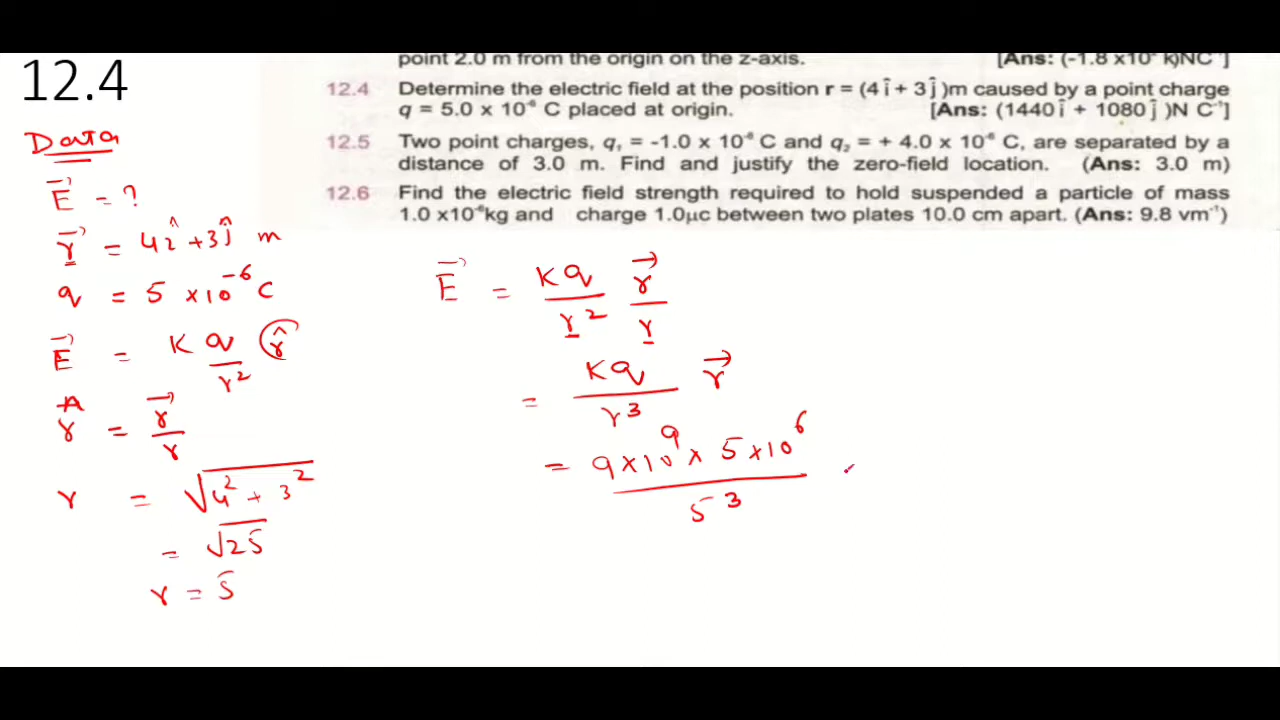 12.4
point 2.0 m from the origin on the z-axis. [Ans: (-1.8 x10 k)NC⁻¹]
12.4 Determine the electric field at the position r = (4 î + 3 ĵ )m caused by a point charge
q = 5.0 x 10⁻⁶ C placed at origin. [Ans: (1440 î + 1080 ĵ )N C⁻¹]
12.5 Two point charges, q₁ = -1.0 x 10⁻⁶ C and q₂ = + 4.0 x 10⁻⁶ C, are separated by a
distance of 3.0 m. Find and justify the zero-field location. (Ans: 3.0 m)
12.6 Find the electric field strength required to hold suspended a particle of mass
1.0 x10⁻⁶kg and charge 1.0μc between two plates 10.0 cm apart. (Ans: 9.8 vm⁻¹)
Data
E⃗ = ?
r⃗ = 4î + 3ĵ m
q = 5 × 10⁻⁶ C
E⃗ = K q/r² r̂
r̂ = r⃗/r
r = √4² + 3²
= √25
r = 5
E⃗ = Kq/r² r⃗/r
= Kq/r³ r⃗
= 9×10⁹ × 5×10⁶/5³